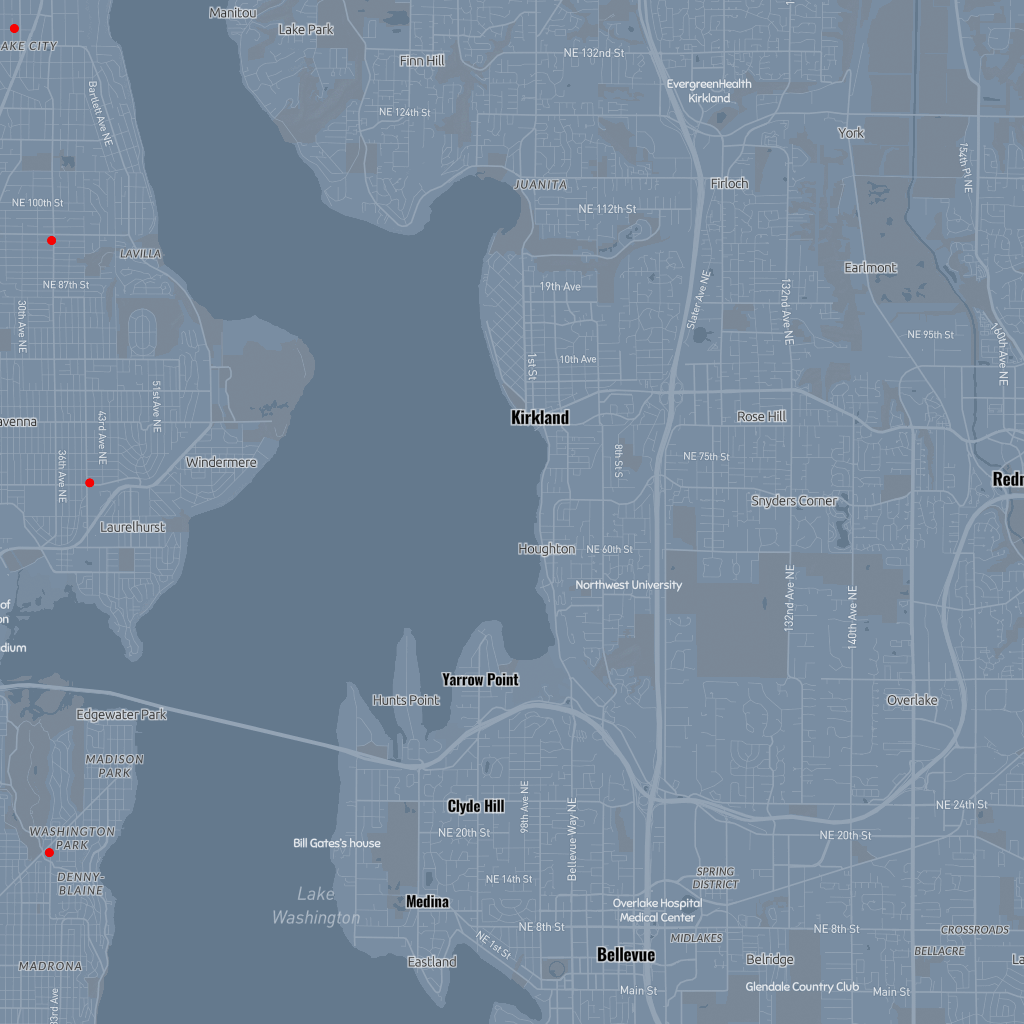 Manitou
Lake Park
AKE CITY
Finn Hill
NE 132nd St
EvergreenHealth
Kirkland
Bartlett Ave NE
NE 124th St
York
154th Pl NE
JUANITA
Firloch
NE 100th St
NE 112th St
LAVILLA
Earlmont
NE 87th St
19th Ave
Slater Ave NE
132nd Ave NE
30th Ave NE
NE 95th St
160th Ave NE
10th Ave
1st St
51st Ave NE
avenna
43rd Ave NE
Kirkland
Rose Hill
Windermere
36th Ave NE
8th St S
NE 75th St
Redn
Snyders Corner
Laurelhurst
Houghton
NE 60th St
Northwest University
132nd Ave NE
140th Ave NE
of
on
dium
Yarrow Point
Hunts Point
Overlake
Edgewater Park
MADISON
PARK
Clyde Hill
98th Ave NE
Bellevue Way NE
NE 24th St
WASHINGTON
PARK
NE 20th St
NE 20th St
Bill Gates's house
DENNY-
BLAINE
NE 14th St
SPRING
DISTRICT
Lake
Washington
Medina
Overlake Hospital
Medical Center
NE 8th St
NE 8th St
CROSSROADS
MIDLAKES
NE 1st St
BELLACRE
Bellevue
Belridge
La
MADRONA
Eastland
Glendale Country Club
Main St
Main St
33rd Ave